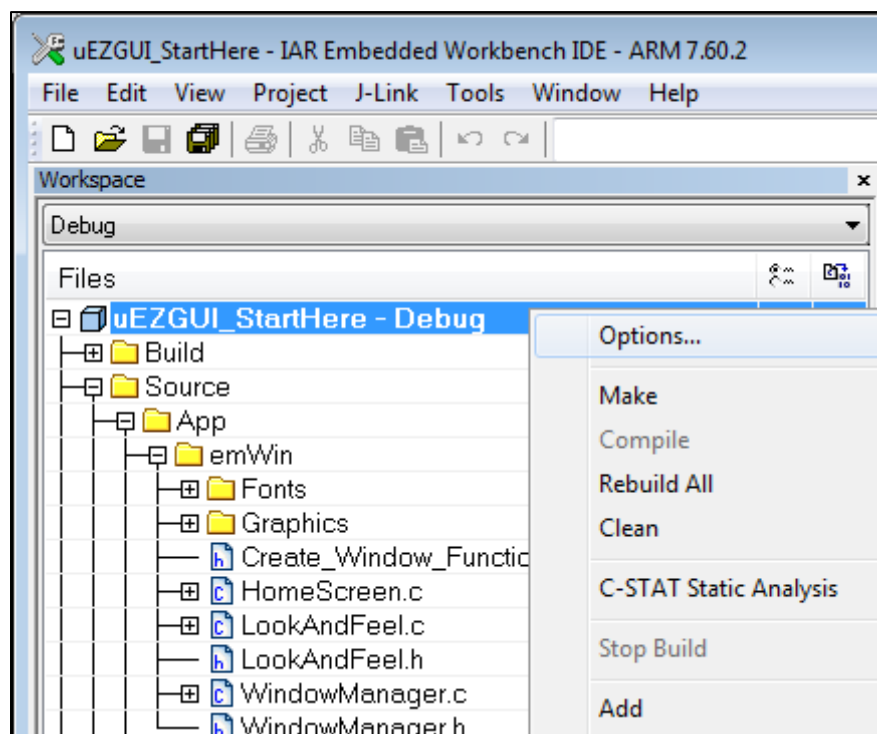 uEZGUI_StartHere - IAR Embedded Workbench IDE - ARM 7.60.2
File Edit View Project J-Link Tools Window Help
Workspace x
Debug
Files
uEZGUI_StartHere - Debug
Options...
Build
Source
Make
App
Compile
emWin
Rebuild All
Fonts
Graphics
Clean
Create_Window_Functio
HomeScreen.c
C-STAT Static Analysis
LookAndFeel.c
LookAndFeel.h
Stop Build
WindowManager.c
Add
WindowManager.h